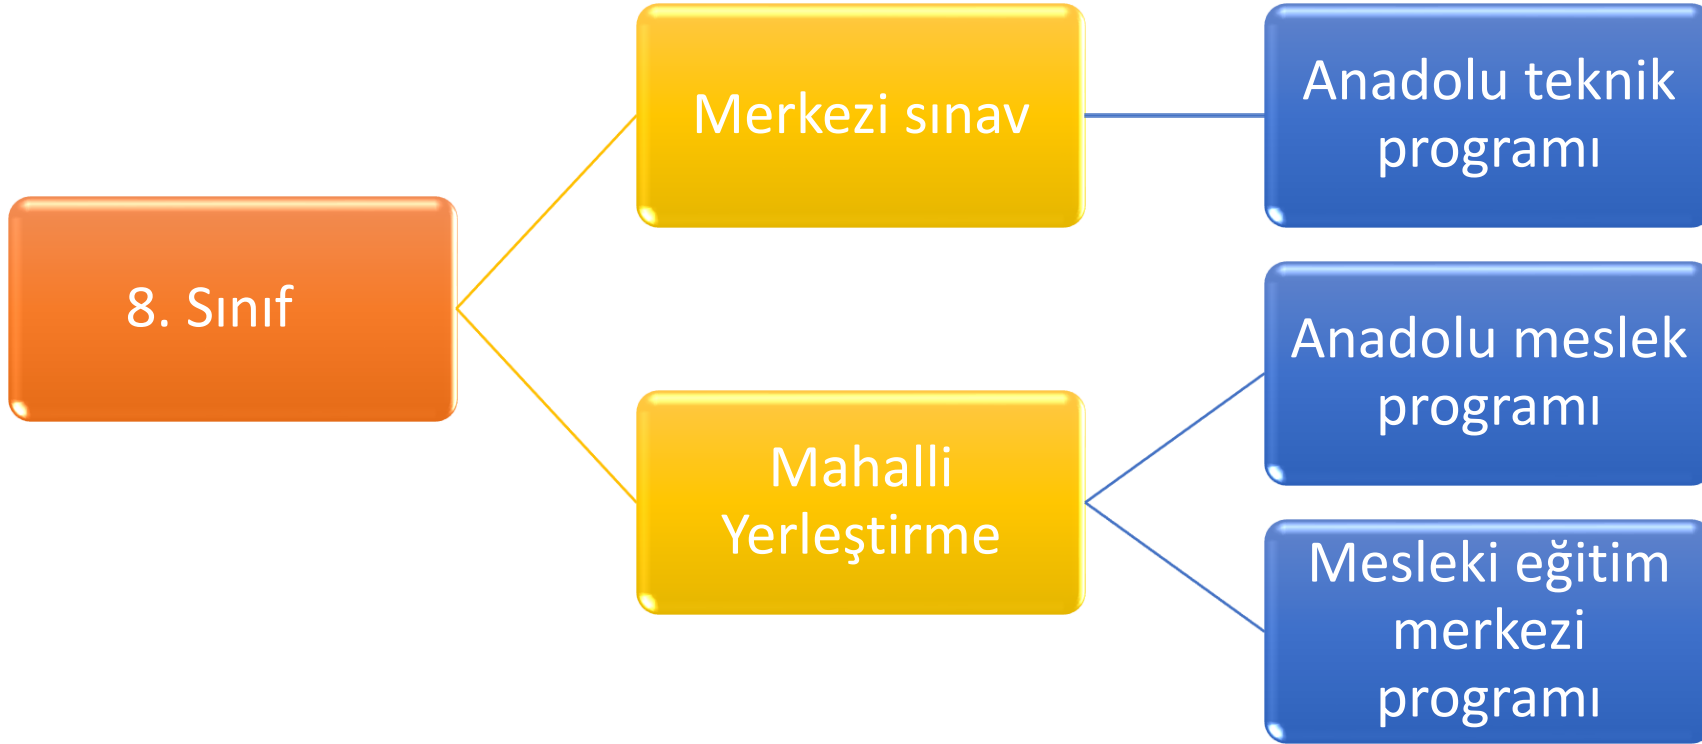 8. Sınıf
Merkezi sınav
Anadolu teknik
programı
Mahalli
Yerleştirme
Anadolu meslek
programı
Mesleki eğitim
merkezi
programı